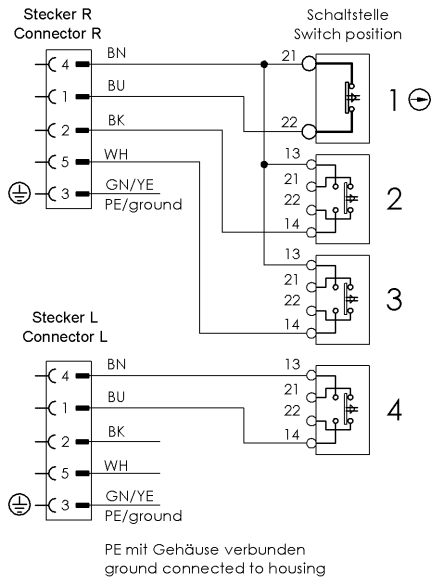 Stecker R
Connector R
Schaltstelle
Switch position
4 BN
1 BU
2 BK
5 WH
3 GN/YE
PE/ground
21
22
1
13
21
22
14
2
13
21
22
14
3
Stecker L
Connector L
4 BN
1 BU
2 BK
5 WH
3 GN/YE
PE/ground
13
21
22
14
4
PE mit Gehäuse verbunden
ground connected to housing